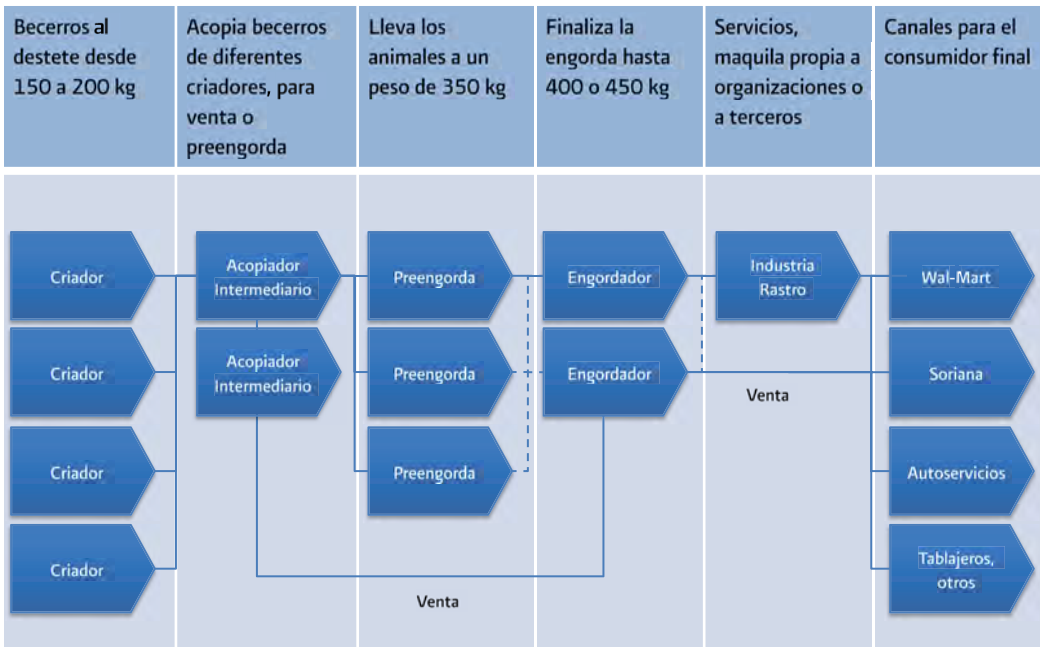 Becerros al
destete desde
150 a 200 kg
Acopia becerros
de diferentes
criadores, para
venta o
preengorda
Lleva los
animales a un
peso de 350 kg
Finaliza la
engorda hasta
400 o 450 kg
Servicios,
maquila propia a
organizaciones o
a terceros
Canales para el
consumidor final
Criador
Criador
Criador
Criador
Acopiador
Intermediario
Acopiador
Intermediario
Preengorda
Preengorda
Preengorda
Engordador
Engordador
Industria
Rastro
Wal-Mart
Soriana
Autoservicios
Tablajeros,
otros
Venta
Venta